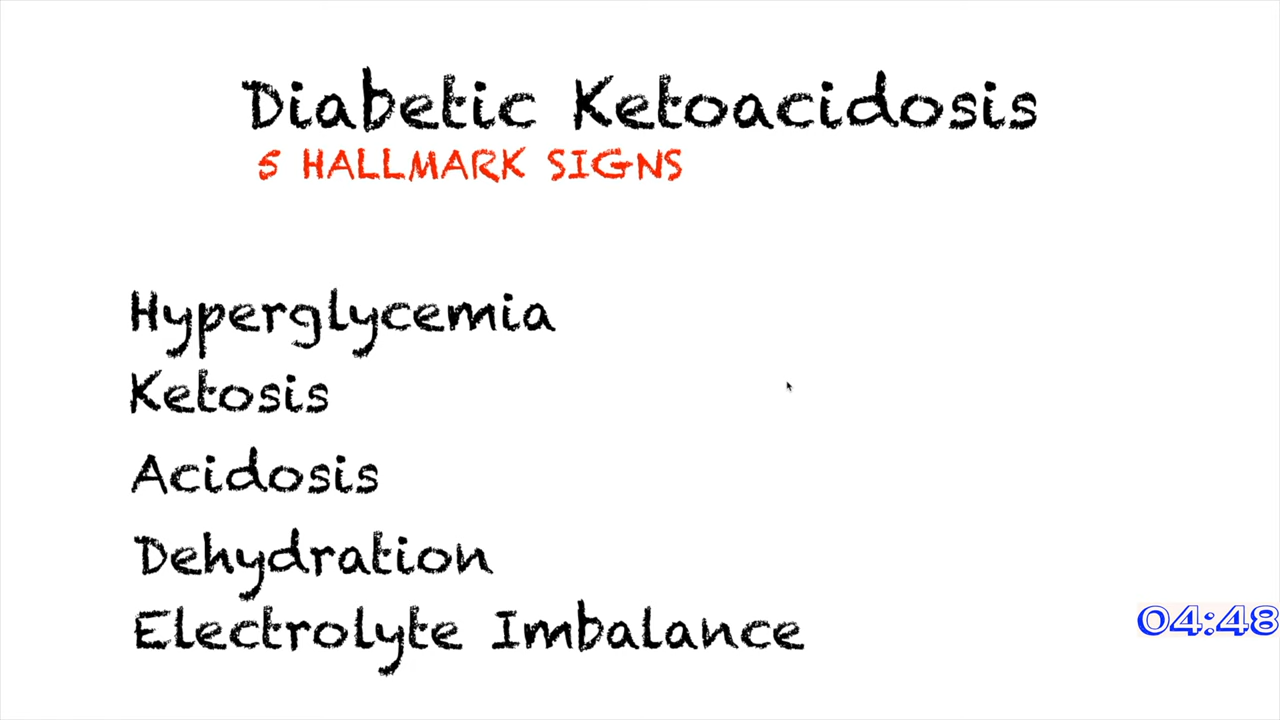 Diabetic Ketoacidosis
5 HALLMARK SIGNS
Hyperglycemia
Ketosis
Acidosis
Dehydration
Electrolyte Imbalance
04:48